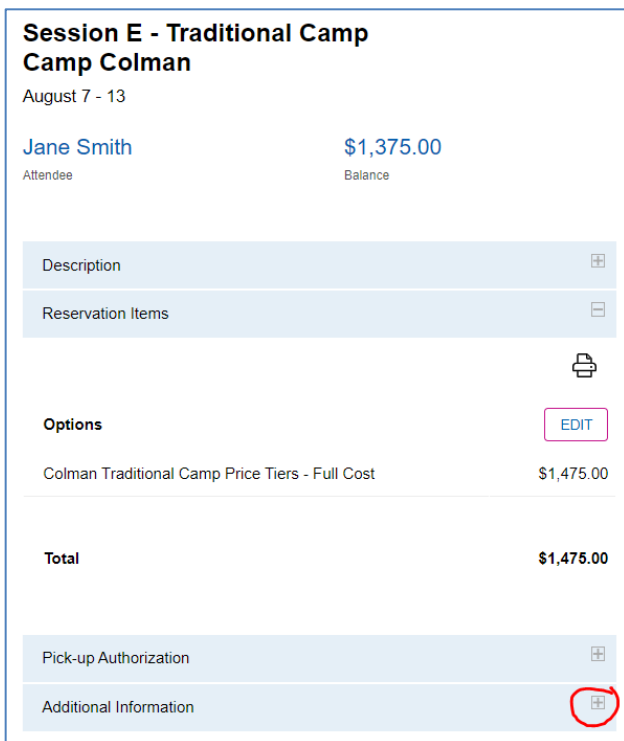 Session E - Traditional Camp
Camp Colman
August 7 - 13
Jane Smith $1,375.00
Attendee Balance
Description
Reservation Items
Options EDIT
Colman Traditional Camp Price Tiers - Full Cost $1,475.00
Total $1,475.00
Pick-up Authorization
Additional Information